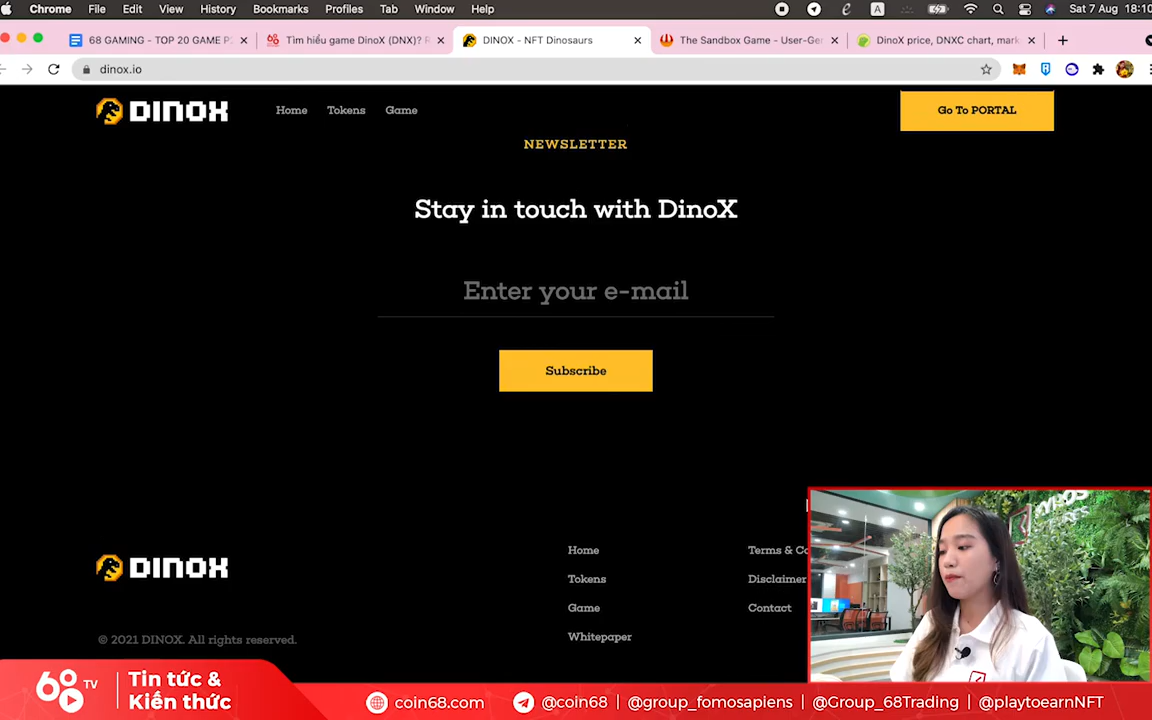 Chrome File Edit View History Bookmarks Profiles Tab Window Help
Sat 7 Aug 18:10
68 GAMING - TOP 20 GAME P
Tìm hiểu game DinoX (DNX)?
DINOX - NFT Dinosaurs
The Sandbox Game - User-Ger
DinoX price, DNXC chart, mark
dinox.io
DINOX
Home Tokens Game
Go To PORTAL
NEWSLETTER
Stay in touch with DinoX
Enter your e-mail
Subscribe
DINOX
Home
Tokens
Game
Whitepaper
Terms & Co
Disclaimer
Contact
© 2021 DINOX. All rights reserved.
68 TV
Tin tức &
Kiến thức
coin68.com
@coin68 | @group_fomosapiens | @Group_68Trading | @playtoearnNFT